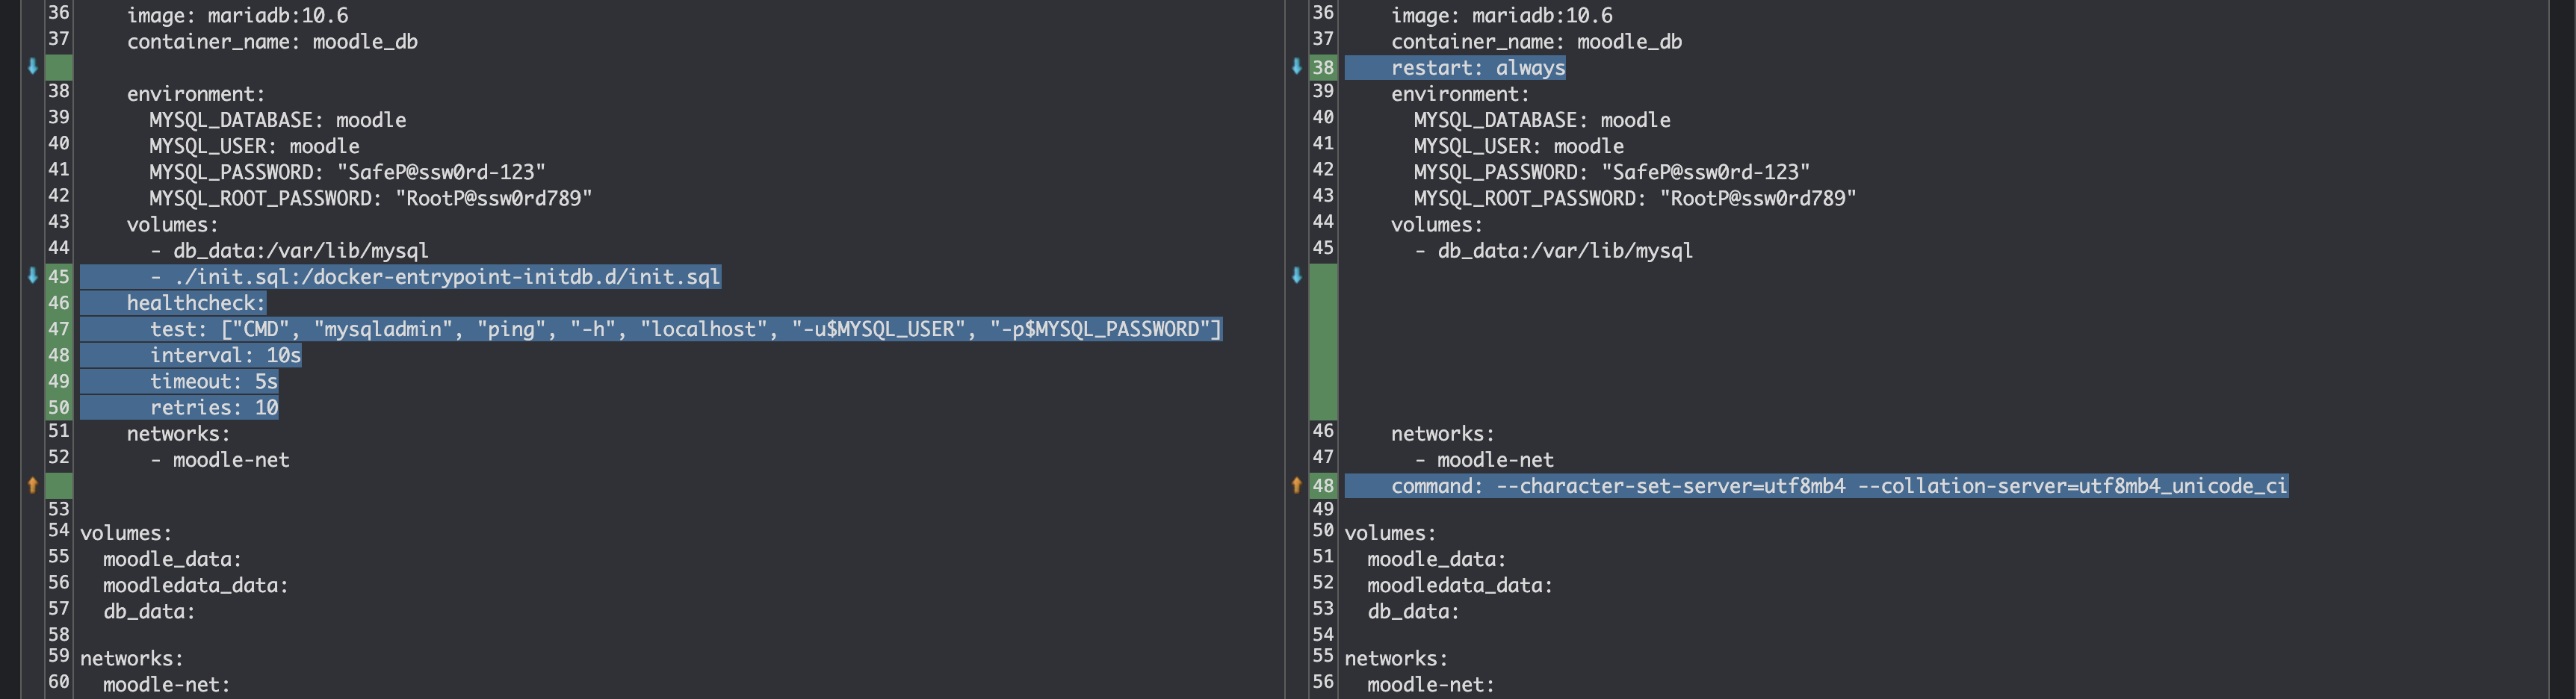 36     image: mariadb:10.6
37     container_name: moodle_db
38     environment:
39       MYSQL_DATABASE: moodle
40       MYSQL_USER: moodle
41       MYSQL_PASSWORD: "SafeP@ssw0rd-123"
42       MYSQL_ROOT_PASSWORD: "RootP@ssw0rd789"
43     volumes:
44       - db_data:/var/lib/mysql
45       - ./init.sql:/docker-entrypoint-initdb.d/init.sql
46     healthcheck:
47       test: ["CMD", "mysqladmin", "ping", "-h", "localhost", "-u$MYSQL_USER", "-p$MYSQL_PASSWORD"]
48       interval: 10s
49       timeout: 5s
50       retries: 10
51     networks:
52       - moodle-net
53
54 volumes:
55   moodle_data:
56   moodledata_data:
57   db_data:
58
59 networks:
60   moodle-net:
36     image: mariadb:10.6
37     container_name: moodle_db
38     restart: always
39     environment:
40       MYSQL_DATABASE: moodle
41       MYSQL_USER: moodle
42       MYSQL_PASSWORD: "SafeP@ssw0rd-123"
43       MYSQL_ROOT_PASSWORD: "RootP@ssw0rd789"
44     volumes:
45       - db_data:/var/lib/mysql
46     networks:
47       - moodle-net
48     command: --character-set-server=utf8mb4 --collation-server=utf8mb4_unicode_ci
49
50 volumes:
51   moodle_data:
52   moodledata_data:
53   db_data:
54
55 networks:
56   moodle-net: